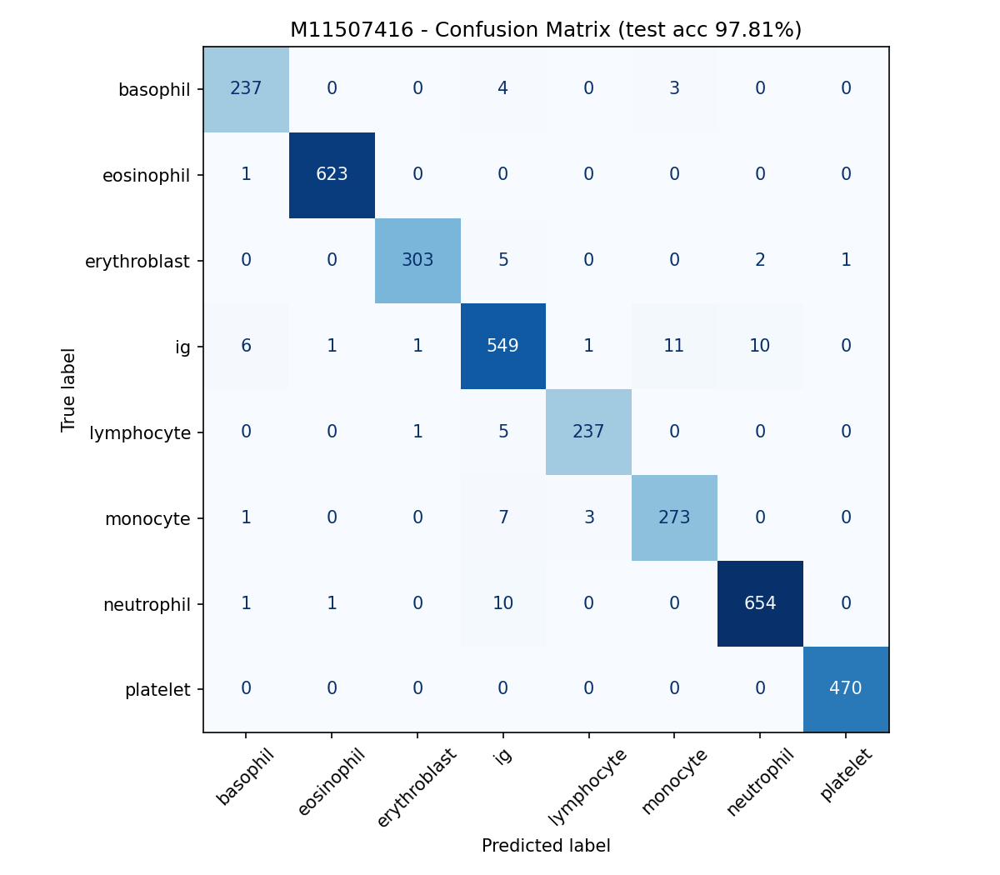 M11507416 - Confusion Matrix (test acc 97.81%)
basophil 237 0 0 4 0 3 0 0
eosinophil 1 623 0 0 0 0 0 0
erythroblast 0 0 303 5 0 0 2 1
ig 6 1 1 549 1 11 10 0
True label
lymphocyte 0 0 1 5 237 0 0 0
monocyte 1 0 0 7 3 273 0 0
neutrophil 1 1 0 10 0 0 654 0
platelet 0 0 0 0 0 0 0 470
basophil eosinophil erythroblast ig lymphocyte monocyte neutrophil platelet
Predicted label